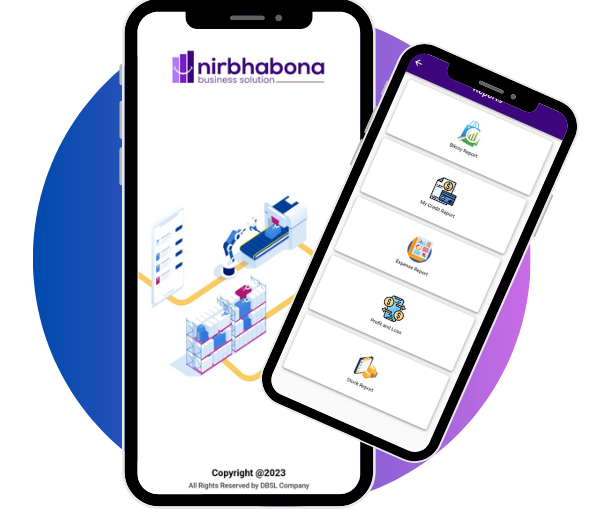 nirbhabona
business solution
Copyright @2023
All Rights Reserved by DBSL Company
Reports
Bikroy Report
My Credit Report
Expense Report
Profit and Loss
Stock Report